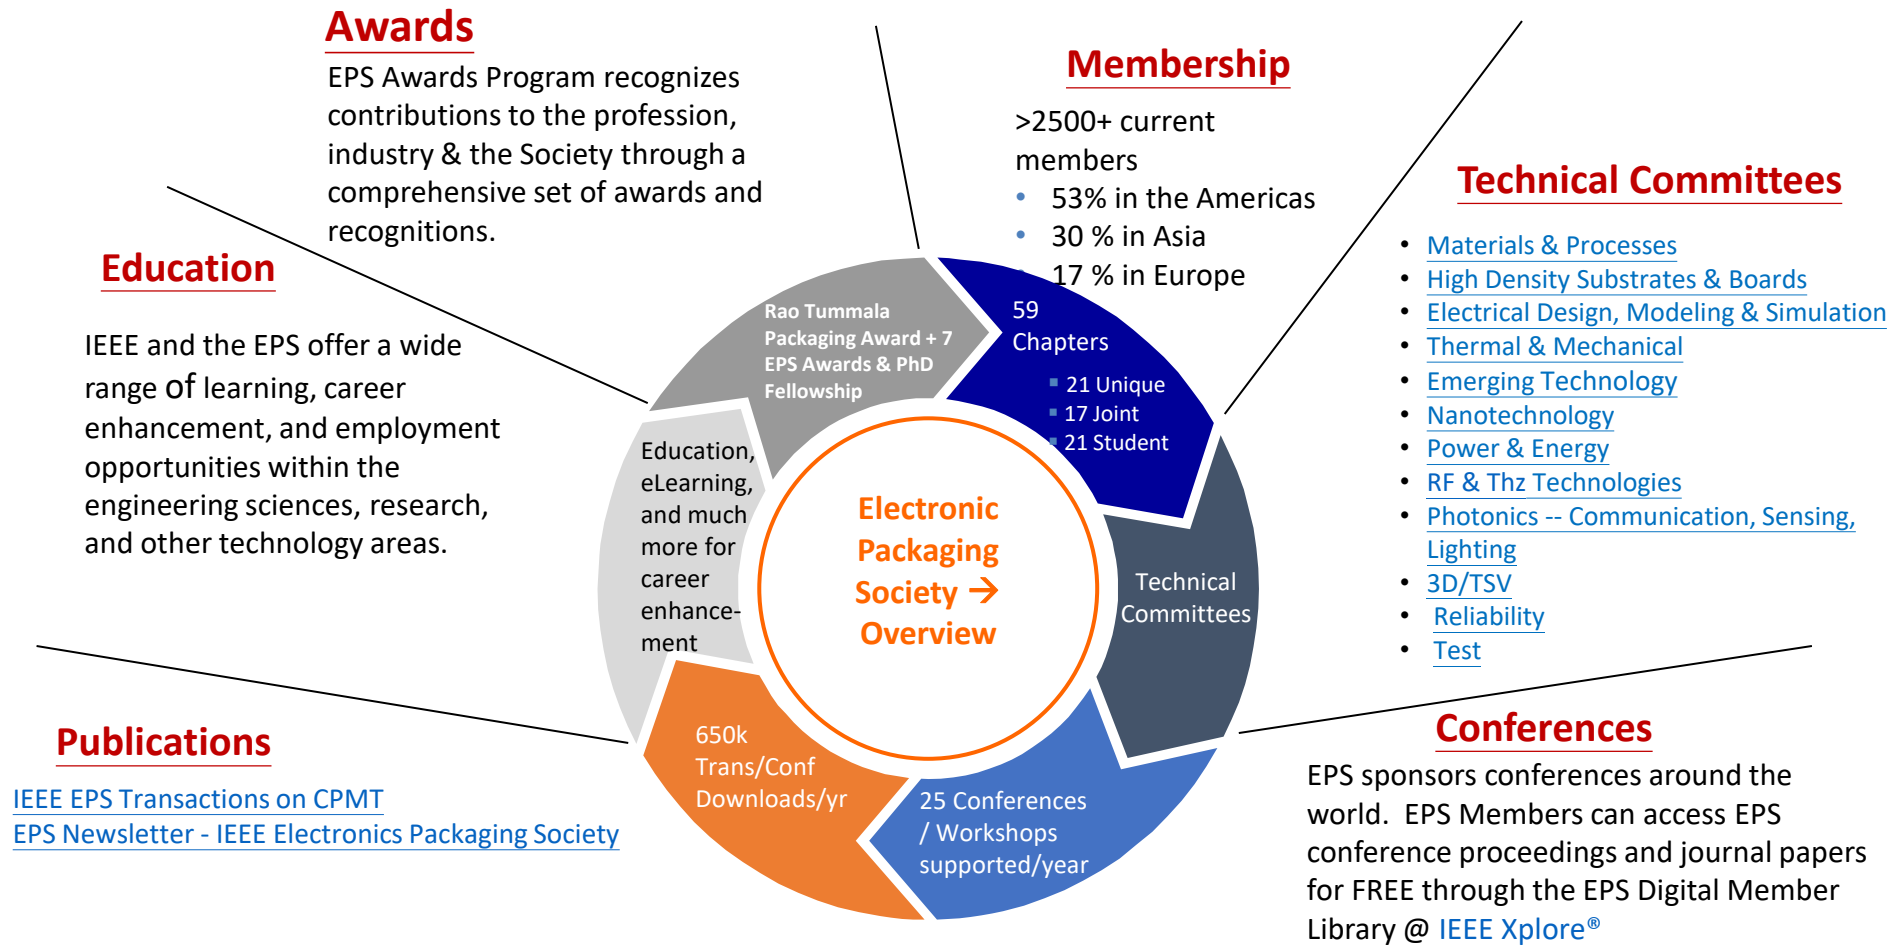 Awards
EPS Awards Program recognizes
contributions to the profession,
industry & the Society through a
comprehensive set of awards and
recognitions.
Membership
>2500+ current
members
• 53% in the Americas
• 30 % in Asia
17 % in Europe
Technical Committees
• Materials & Processes
• High Density Substrates & Boards
• Electrical Design, Modeling & Simulation
• Thermal & Mechanical
• Emerging Technology
• Nanotechnology
• Power & Energy
• RF & Thz Technologies
• Photonics -- Communication, Sensing,
Lighting
• 3D/TSV
• Reliability
• Test
Education
IEEE and the EPS offer a wide
range of learning, career
enhancement, and employment
opportunities within the
engineering sciences, research,
and other technology areas.
Rao Tummala
Packaging Award + 7
EPS Awards & PhD
Fellowship
59
Chapters
▪ 21 Unique
▪ 17 Joint
▪ 21 Student
Education,
eLearning,
and much
more for
career
enhance-
ment
Electronic
Packaging
Society →
Overview
Technical
Committees
650k
Trans/Conf
Downloads/yr
25 Conferences
/ Workshops
supported/year
Publications
IEEE EPS Transactions on CPMT
EPS Newsletter - IEEE Electronics Packaging Society
Conferences
EPS sponsors conferences around the
world. EPS Members can access EPS
conference proceedings and journal papers
for FREE through the EPS Digital Member
Library @ IEEE Xplore®